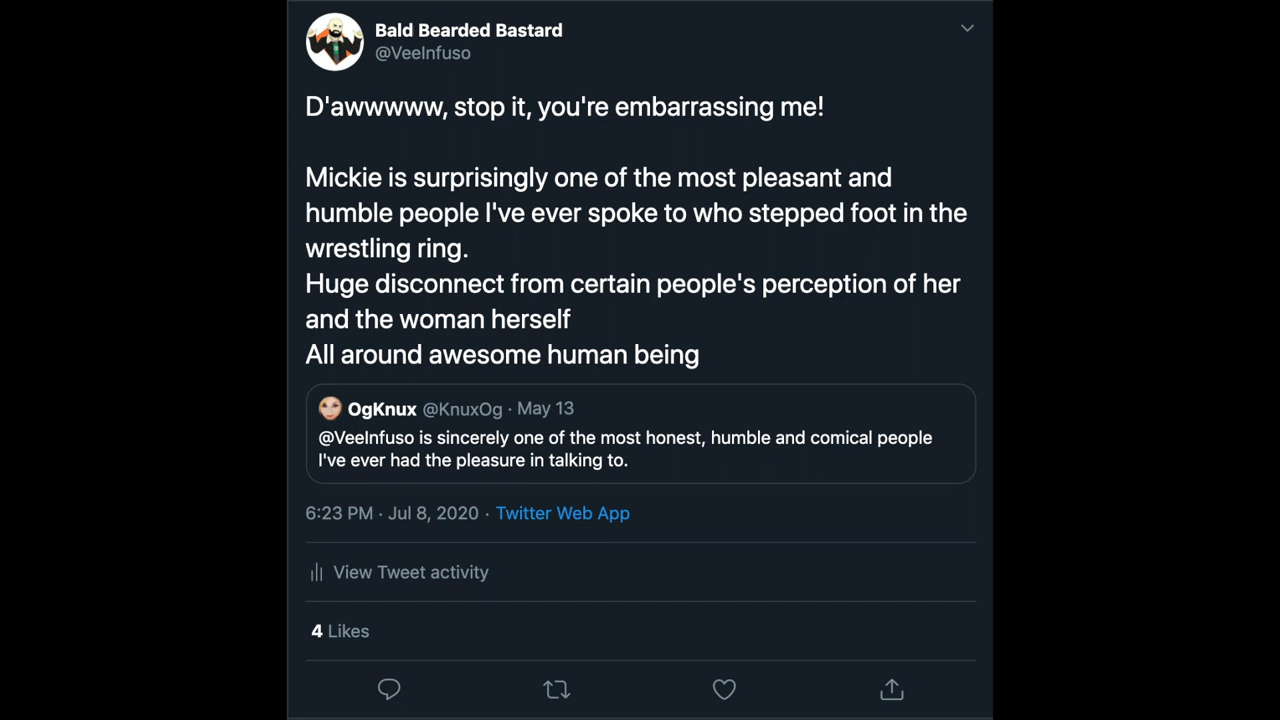 Bald Bearded Bastard
@VeeInfuso
D'awwwww, stop it, you're embarrassing me!
Mickie is surprisingly one of the most pleasant and
humble people I've ever spoke to who stepped foot in the
wrestling ring.
Huge disconnect from certain people's perception of her
and the woman herself
All around awesome human being
OgKnux @KnuxOg · May 13
@VeeInfuso is sincerely one of the most honest, humble and comical people
I've ever had the pleasure in talking to.
6:23 PM · Jul 8, 2020 · Twitter Web App
View Tweet activity
4 Likes